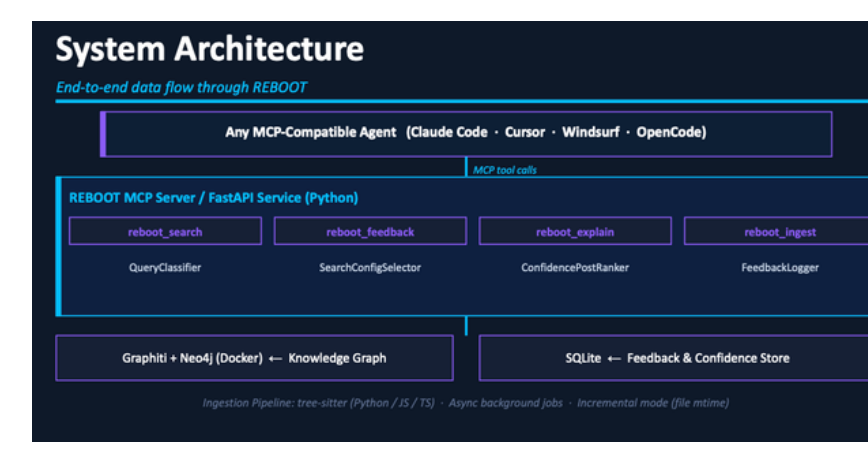 System Architecture
End-to-end data flow through REBOOT
Any MCP-Compatible Agent (Claude Code · Cursor · Windsurf · OpenCode)
MCP tool calls
REBOOT MCP Server / FastAPI Service (Python)
reboot_search reboot_feedback reboot_explain reboot_ingest
QueryClassifier SearchConfigSelector ConfidencePostRanker FeedbackLogger
Graphiti + Neo4j (Docker) ← Knowledge Graph SQLite ← Feedback & Confidence Store
Ingestion Pipeline: tree-sitter (Python / JS / TS) · Async background jobs · Incremental mode (file mtime)